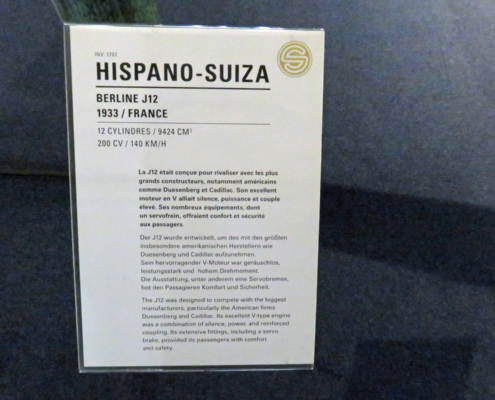 INV. 1707
HISPANO-SUIZA
BERLINE J12
1933 / FRANCE
12 CYLINDRES / 9424 CM³
200 CV / 140 KM/H
La J12 était conçue pour rivaliser avec les plus
grands constructeurs, notamment américains
comme Duesenberg et Cadillac. Son excellent
moteur en V alliait silence, puissance et couple
élevé. Ses nombreux équipements, dont
un servofrein, offraient confort et sécurité
aux passagers.
Der J12 wurde entwickelt, um des mit den größten
insbesondere amerikanischen Herstellern wie
Duesenberg und Cadillac aufzunehmen.
Sein hervorragender V-Motor war geräuschlos,
leistungsstark und hohem Drehmoment.
Die Ausstattung, unter anderem eine Servobremse,
bot den Passagieren Komfort und Sicherheit.
The J12 was designed to compete with the biggest
manufacturers, particularly the American firms
Duesenberg and Cadillac. Its excellent V-type engine
was a combination of silence, power, and reinforced
coupling. Its extensive fittings, including a servo
brake, provided its passengers with comfort
and safety.